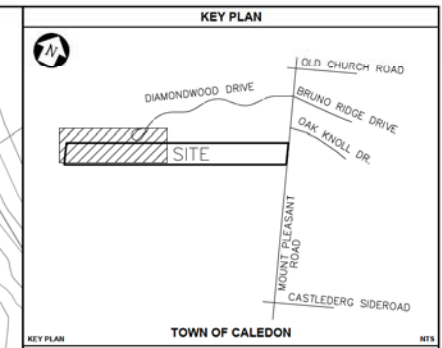 KEY PLAN
N
OLD CHURCH ROAD
DIAMONDWOOD DRIVE
BRUNO RIDGE DRIVE
OAK KNOLL DR.
SITE
MOUNT PLEASANT
ROAD
CASTLEDERG SIDEROAD
TOWN OF CALEDON
KEY PLAN
NTS